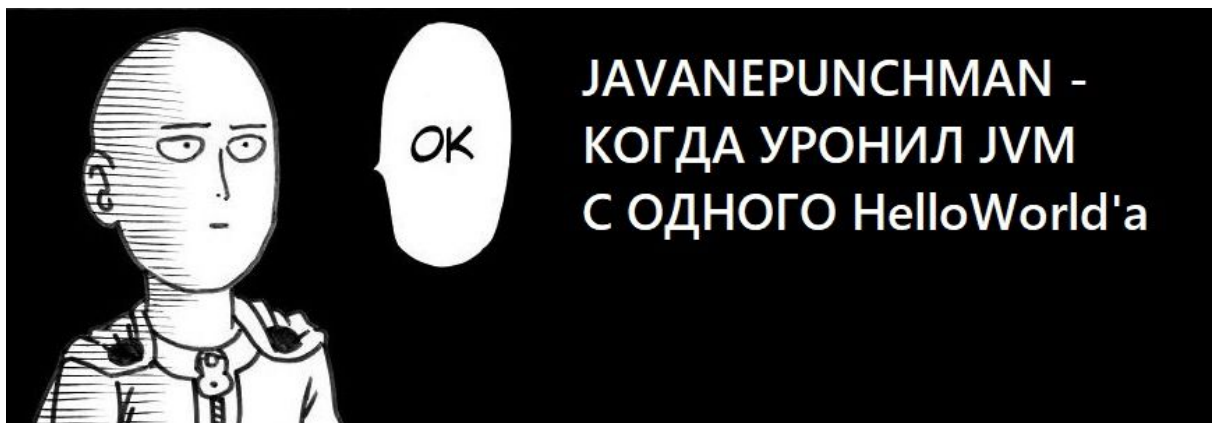 OK
JAVANEPUNCHMAN -
КОГДА УРОНИЛ JVM
С ОДНОГО HelloWorld'а